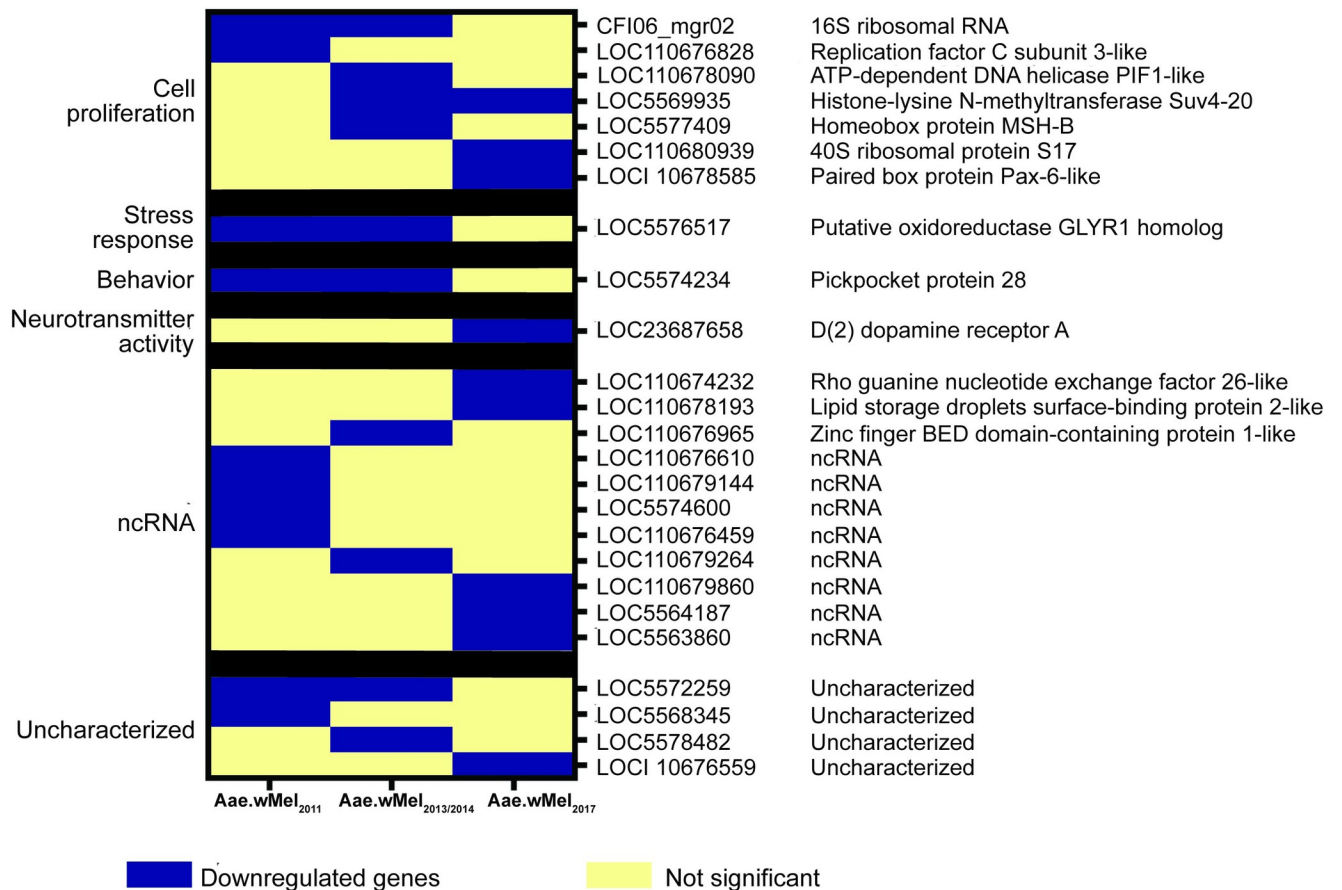 Cell
proliferation
CFI06_mgr02 16S ribosomal RNA
LOC110676828 Replication factor C subunit 3-like
LOC110678090 ATP-dependent DNA helicase PIF1-like
LOC5569935 Histone-lysine N-methyltransferase Suv4-20
LOC5577409 Homeobox protein MSH-B
LOC110680939 40S ribosomal protein S17
LOCI 10678585 Paired box protein Pax-6-like
Stress
response
LOC5576517 Putative oxidoreductase GLYR1 homolog
Behavior
LOC5574234 Pickpocket protein 28
Neurotransmitter
activity
LOC23687658 D(2) dopamine receptor A
ncRNA
LOC110674232 Rho guanine nucleotide exchange factor 26-like
LOC110678193 Lipid storage droplets surface-binding protein 2-like
LOC110676965 Zinc finger BED domain-containing protein 1-like
LOC110676610 ncRNA
LOC110679144 ncRNA
LOC5574600 ncRNA
LOC110676459 ncRNA
LOC110679264 ncRNA
LOC110679860 ncRNA
LOC5564187 ncRNA
LOC5563860 ncRNA
Uncharacterized
LOC5572259 Uncharacterized
LOC5568345 Uncharacterized
LOC5578482 Uncharacterized
LOCI 10676559 Uncharacterized
Aae.wMel2011 Aae.wMel2013/2014 Aae.wMel2017
Downregulated genes Not significant